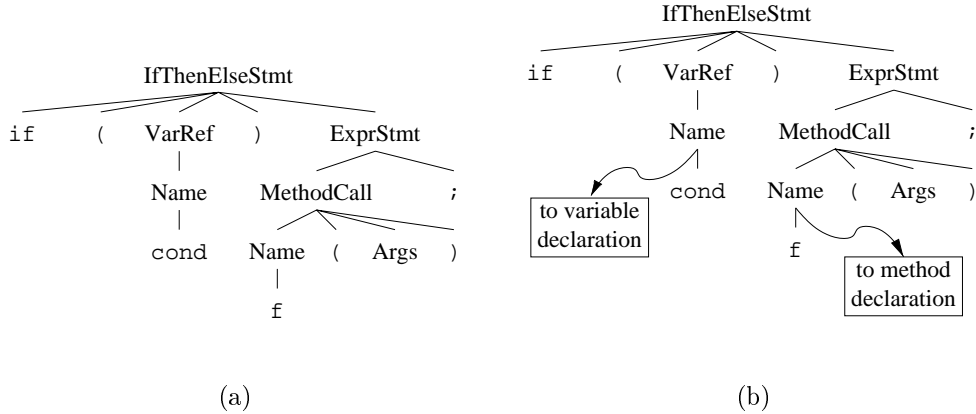 IfThenElseStmt
if ( VarRef ) ExprStmt
Name MethodCall ;
cond Name ( Args )
f
(a)
IfThenElseStmt
if ( VarRef ) ExprStmt
Name MethodCall ;
cond Name ( Args )
to variable
declaration
f
to method
declaration
(b)